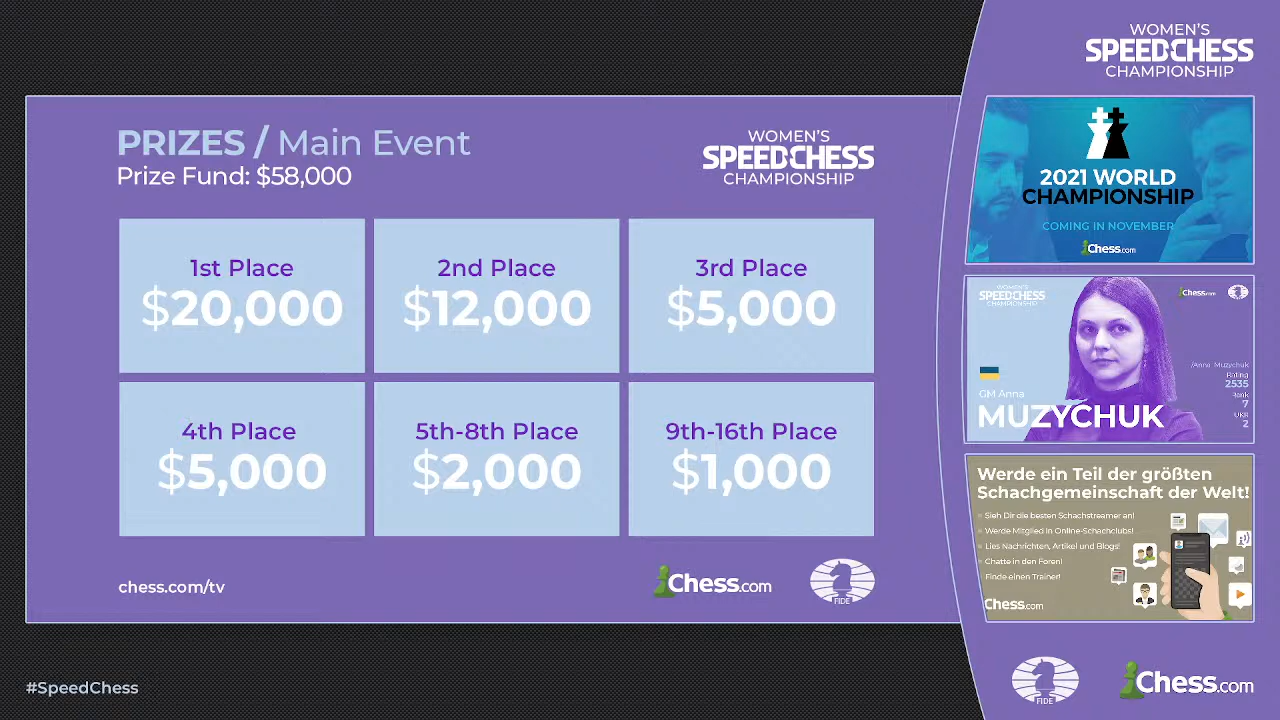 PRIZES / Main Event
Prize Fund: $58,000
WOMEN'S
SPEEDCHESS
CHAMPIONSHIP
1st Place
$20,000
2nd Place
$12,000
3rd Place
$5,000
4th Place
$5,000
5th-8th Place
$2,000
9th-16th Place
$1,000
chess.com/tv
Chess.com
FIDE
#SpeedChess
WOMEN'S
SPEEDCHESS
CHAMPIONSHIP
2021 WORLD
CHAMPIONSHIP
COMING IN NOVEMBER
Chess.com
WOMEN'S
SPEEDCHESS
CHAMPIONSHIP
Chess.com
/Anna Muzychuk
Rating
2535
Rank
7
UKR
2
GM Anna
MUZYCHUK
Werde ein Teil der größten
Schachgemeinschaft der Welt!
Sieh Dir die besten Schachstreamer an!
Werde Mitglied in Online-Schachclubs!
Lies Nachrichten, Artikel und Blogs!
Chatte in den Foren!
Finde einen Trainer!
Chess.com
FIDE
Chess.com